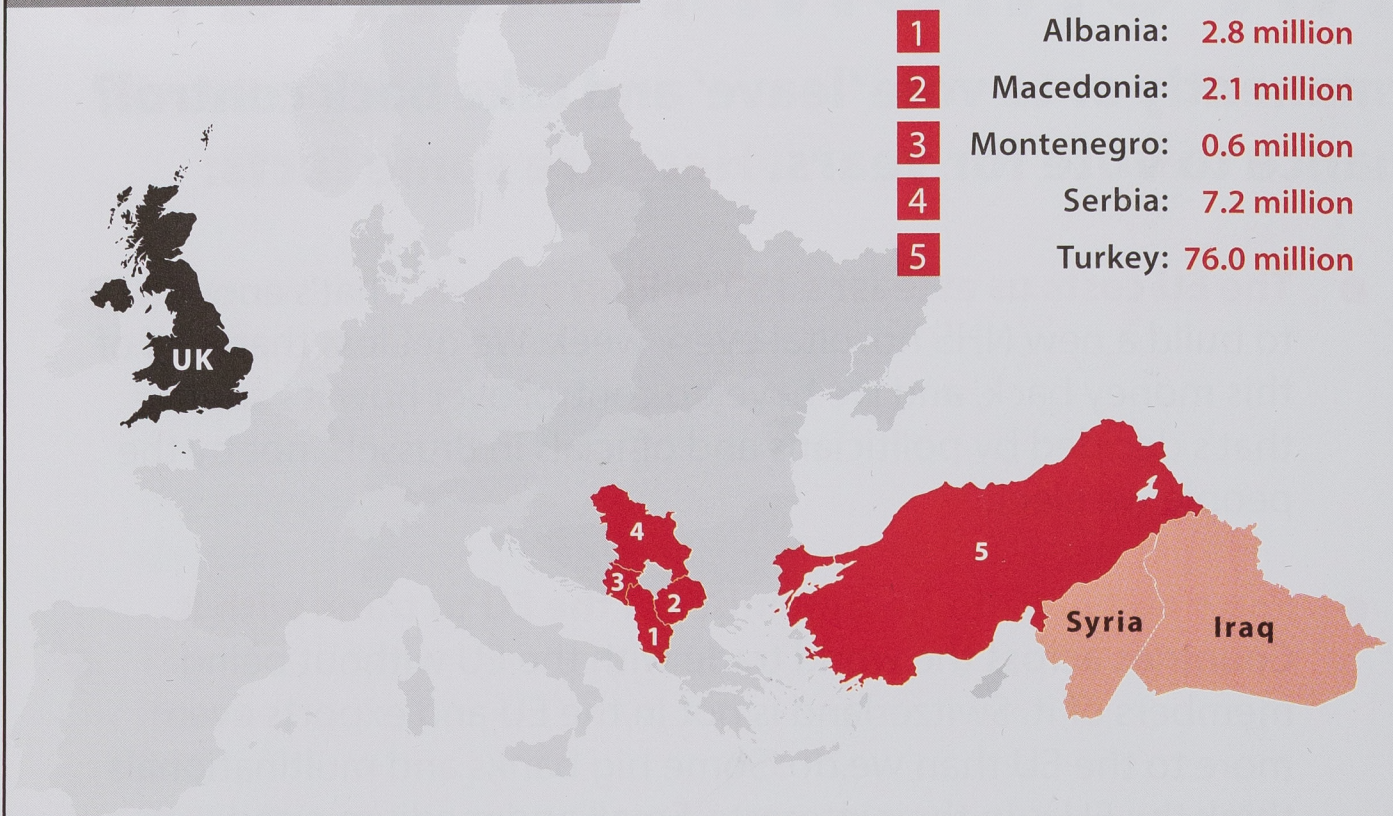 1 Albania: 2.8 million
2 Macedonia: 2.1 million
3 Montenegro: 0.6 million
4 Serbia: 7.2 million
5 Turkey: 76.0 million
UK
4
5
3
2
1
Syria
Iraq